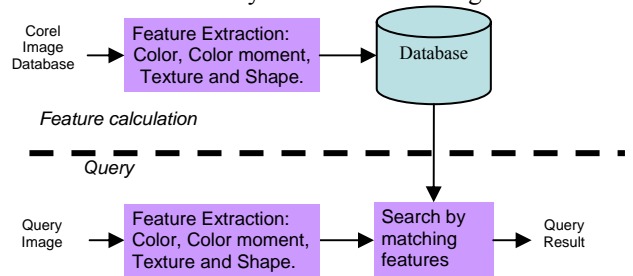 Corel
Image
Database
Feature Extraction:
Color, Color moment,
Texture and Shape.
Database
Feature calculation
Query
Query
Image
Feature Extraction:
Color, Color moment,
Texture and Shape.
Search by
matching
features
Query
Result